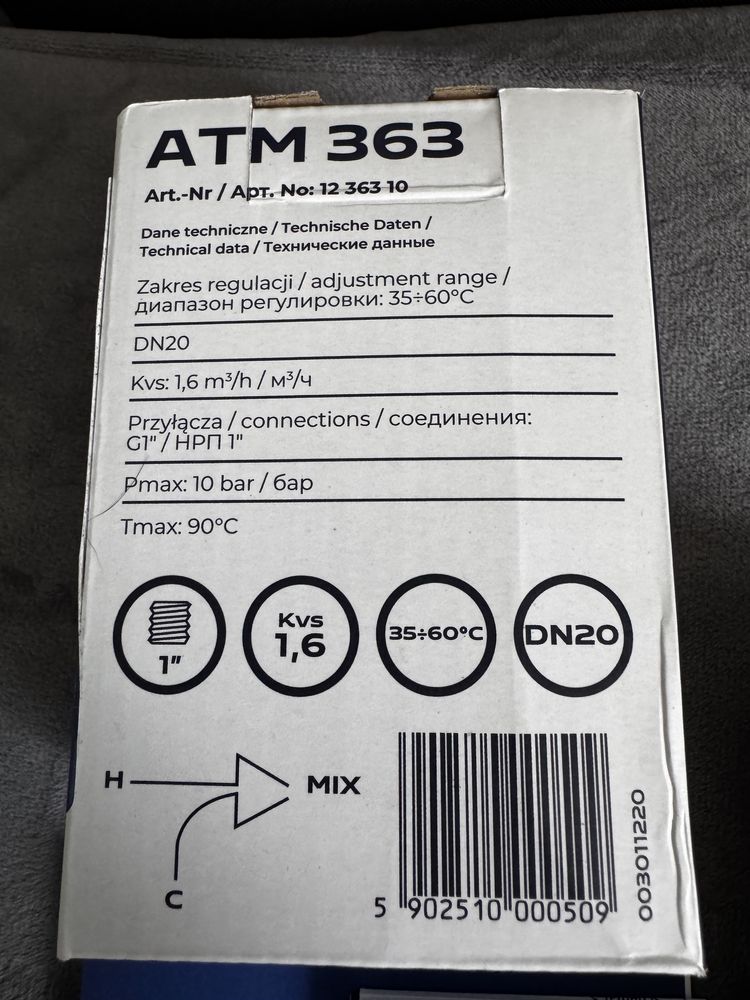 ATM 363
Art.-Nr / Арт. No: 12 363 10
Dane techniczne / Technische Daten /
Technical data / Технические данные
Zakres regulacji / adjustment range /
диапазон регулировки: 35÷60°C
DN20
Kvs: 1,6 m³/h / м³/ч
Przyłącza / connections / соединения:
G1" / НРП 1"
Pmax: 10 bar / бар
Tmax: 90°C
1"
Kvs
1,6
35÷60°C
DN20
H
MIX
C
5 902510 000509
003011220